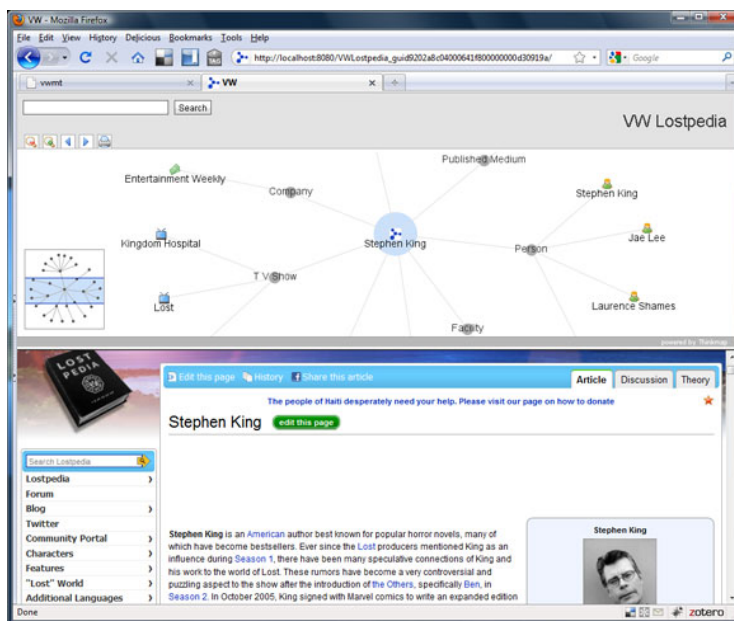 VW - Mozilla Firefox
File Edit View History Delicious Bookmarks Tools Help
http://localhost:8080/VWLostpedia_guid9202a8c04000641f800000000d30919a/
Google
vwmt
VW
Search
VW Lostpedia
Published Medium
Entertainment Weekly
Company
Stephen King
Kingdom Hospital
Stephen King
Person
Jae Lee
T V Show
Lost
Laurence Shames
Facility
powered by Thinkmap
LOST
PEDIA
Edit this page History Share this article
Article Discussion Theory
The people of Haiti desperately need your help. Please visit our page on how to donate
Stephen King edit this page
Search Lostpedia
Lostpedia
Forum
Blog
Twitter
Community Portal
Characters
Features
"Lost" World
Additional Languages
Stephen King is an American author best known for popular horror novels, many of
which have become bestsellers. Ever since the Lost producers mentioned King as an
influence during Season 1, there have been many speculative connections of King and
his work to the world of Lost. These rumors have become a very controversial and
puzzling aspect to the show after the introduction of the Others, specifically Ben, in
Season 2. In October 2005, King signed with Marvel comics to write an expanded edition
Stephen King
Done
zotero